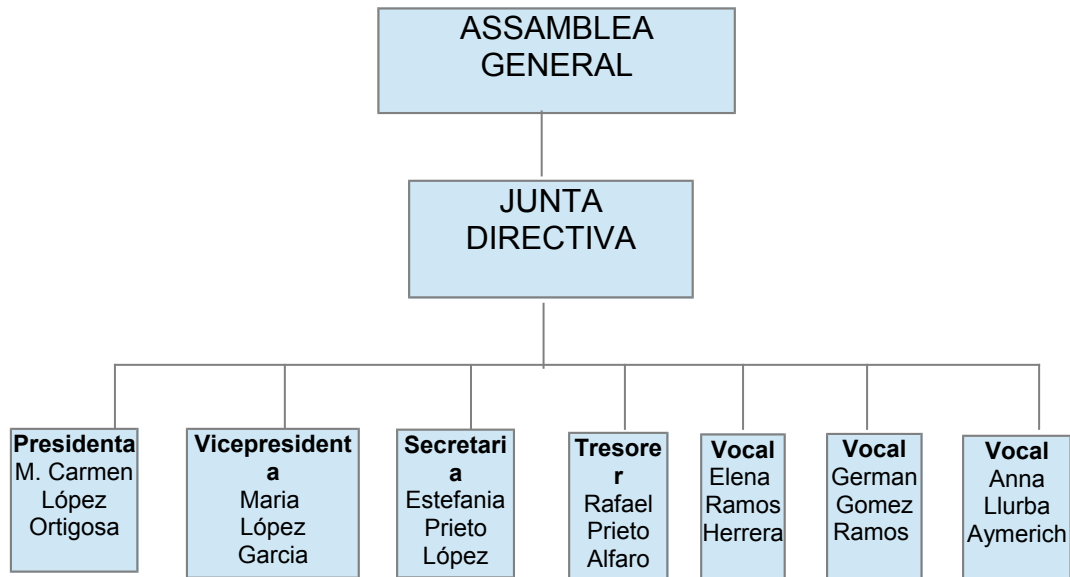 ASSAMBLEA
GENERAL
JUNTA
DIRECTIVA
Presidenta
M. Carmen
López
Ortigosa
Vicepresident
a
Maria
López
Garcia
Secretari
a
Estefania
Prieto
López
Tresore
r
Rafael
Prieto
Alfaro
Vocal
Elena
Ramos
Herrera
Vocal
German
Gomez
Ramos
Vocal
Anna
Llurba
Aymerich